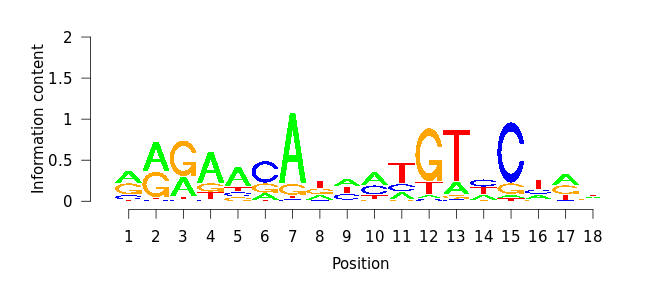 Information content
2
1.5
1
0.5
0
A G C
A G
G A
A G T
A T C G
C G A
A G
T G A
A T C
A C T
T C A
G T A
T A
C T A
C G A
T C A
A G T
1 2 3 4 5 6 7 8 9 10 11 12 13 14 15 16 17 18
Position